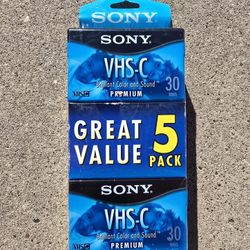 SONY
SONY
VHS-C
Brilliant Color and Sound
30
PREMIUM
GREAT
VALUE
5
PACK
SONY
VHS-C
Brilliant Color and Sound
30
PREMIUM